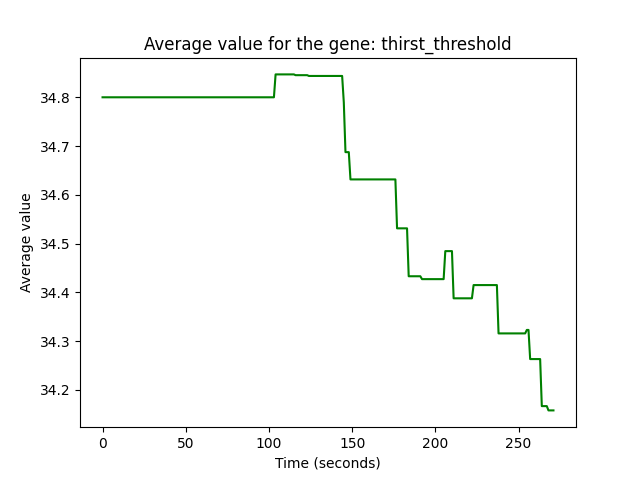 Average value for the gene: thirst_threshold
Average value
34.8
34.7
34.6
34.5
34.4
34.3
34.2
0 50 100 150 200 250
Time (seconds)